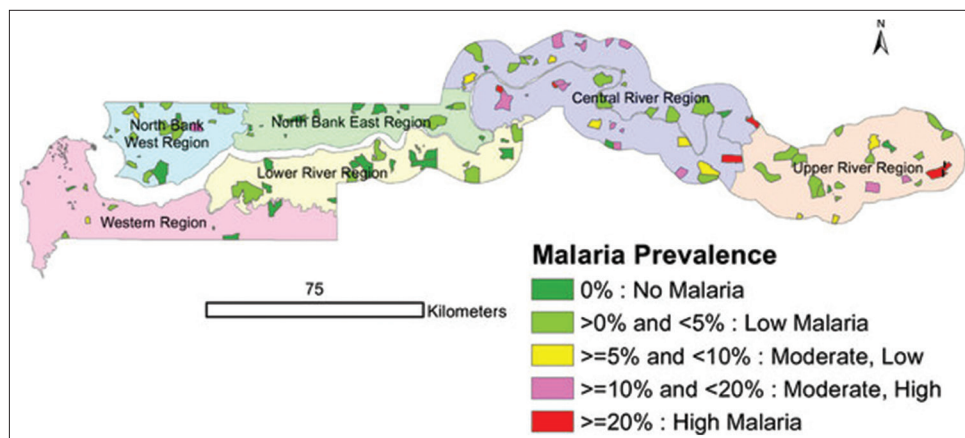 N
North Bank
West Region
North Bank East Region
Central River Region
Lower River Region
Upper River Region
Western Region
75
Kilometers
Malaria Prevalence
0% : No Malaria
>0% and <5% : Low Malaria
>=5% and <10% : Moderate, Low
>=10% and <20% : Moderate, High
>=20% : High Malaria